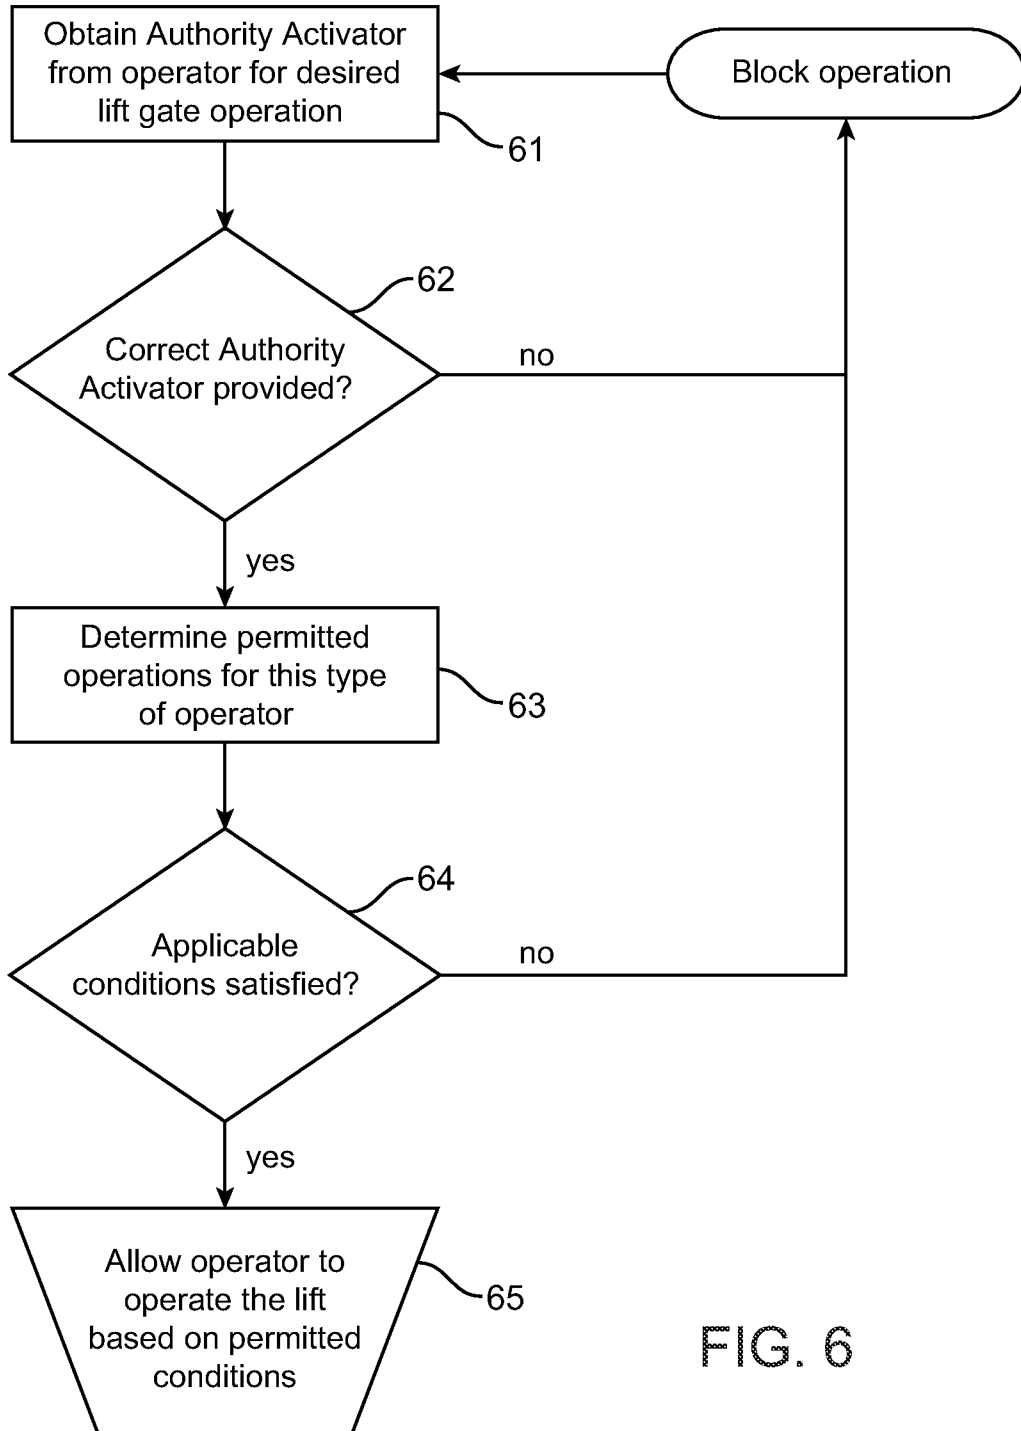 Obtain Authority Activator
from operator for desired
lift gate operation
61
Block operation
62
Correct Authority
Activator provided?
no
yes
Determine permitted
operations for this type
of operator
63
64
Applicable
conditions satisfied?
no
yes
Allow operator to
operate the lift
based on permitted
conditions
65
FIG. 6